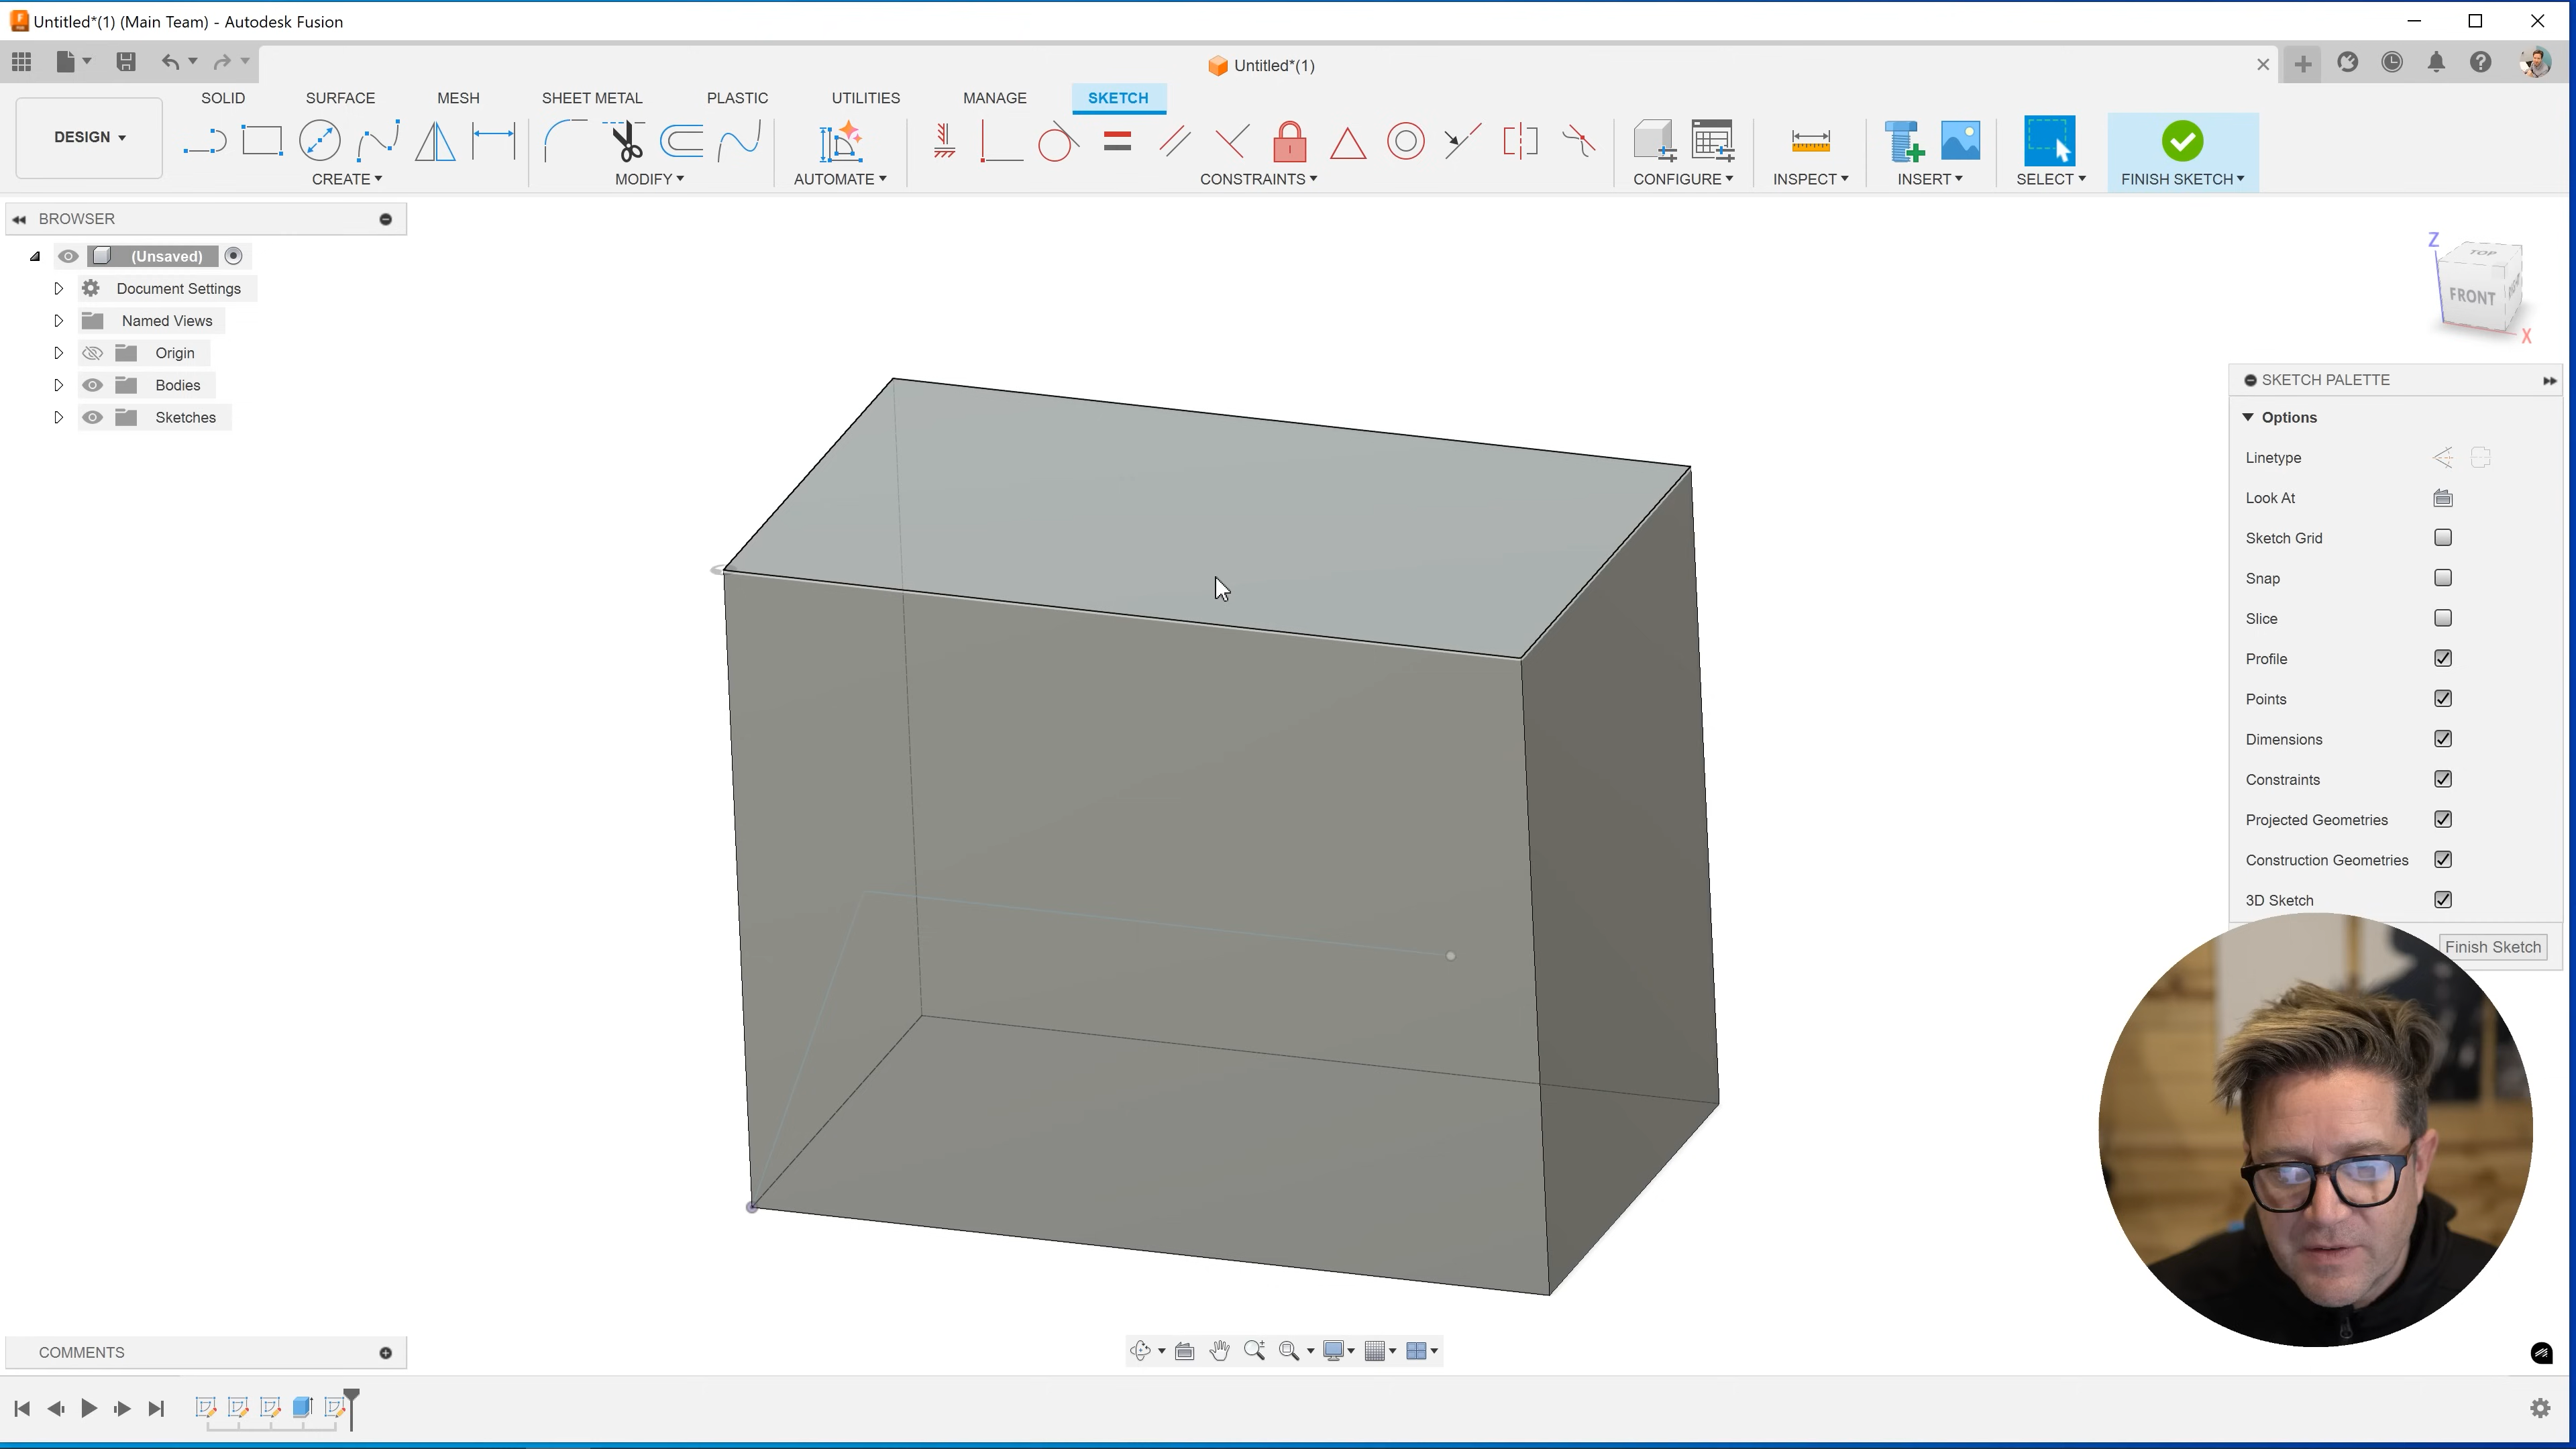 Untitled*(1) (Main Team) - Autodesk Fusion
Untitled*(1)
SOLID SURFACE MESH SHEET METAL PLASTIC UTILITIES MANAGE SKETCH
DESIGN
CREATE MODIFY AUTOMATE CONSTRAINTS CONFIGURE INSPECT INSERT SELECT FINISH SKETCH
BROWSER
(Unsaved)
Document Settings
Named Views
Origin
Bodies
Sketches
Z
TOP
FRONT
X
SKETCH PALETTE
Options
Linetype
Look At
Sketch Grid
Snap
Slice
Profile
Points
Dimensions
Constraints
Projected Geometries
Construction Geometries
3D Sketch
Finish Sketch
COMMENTS